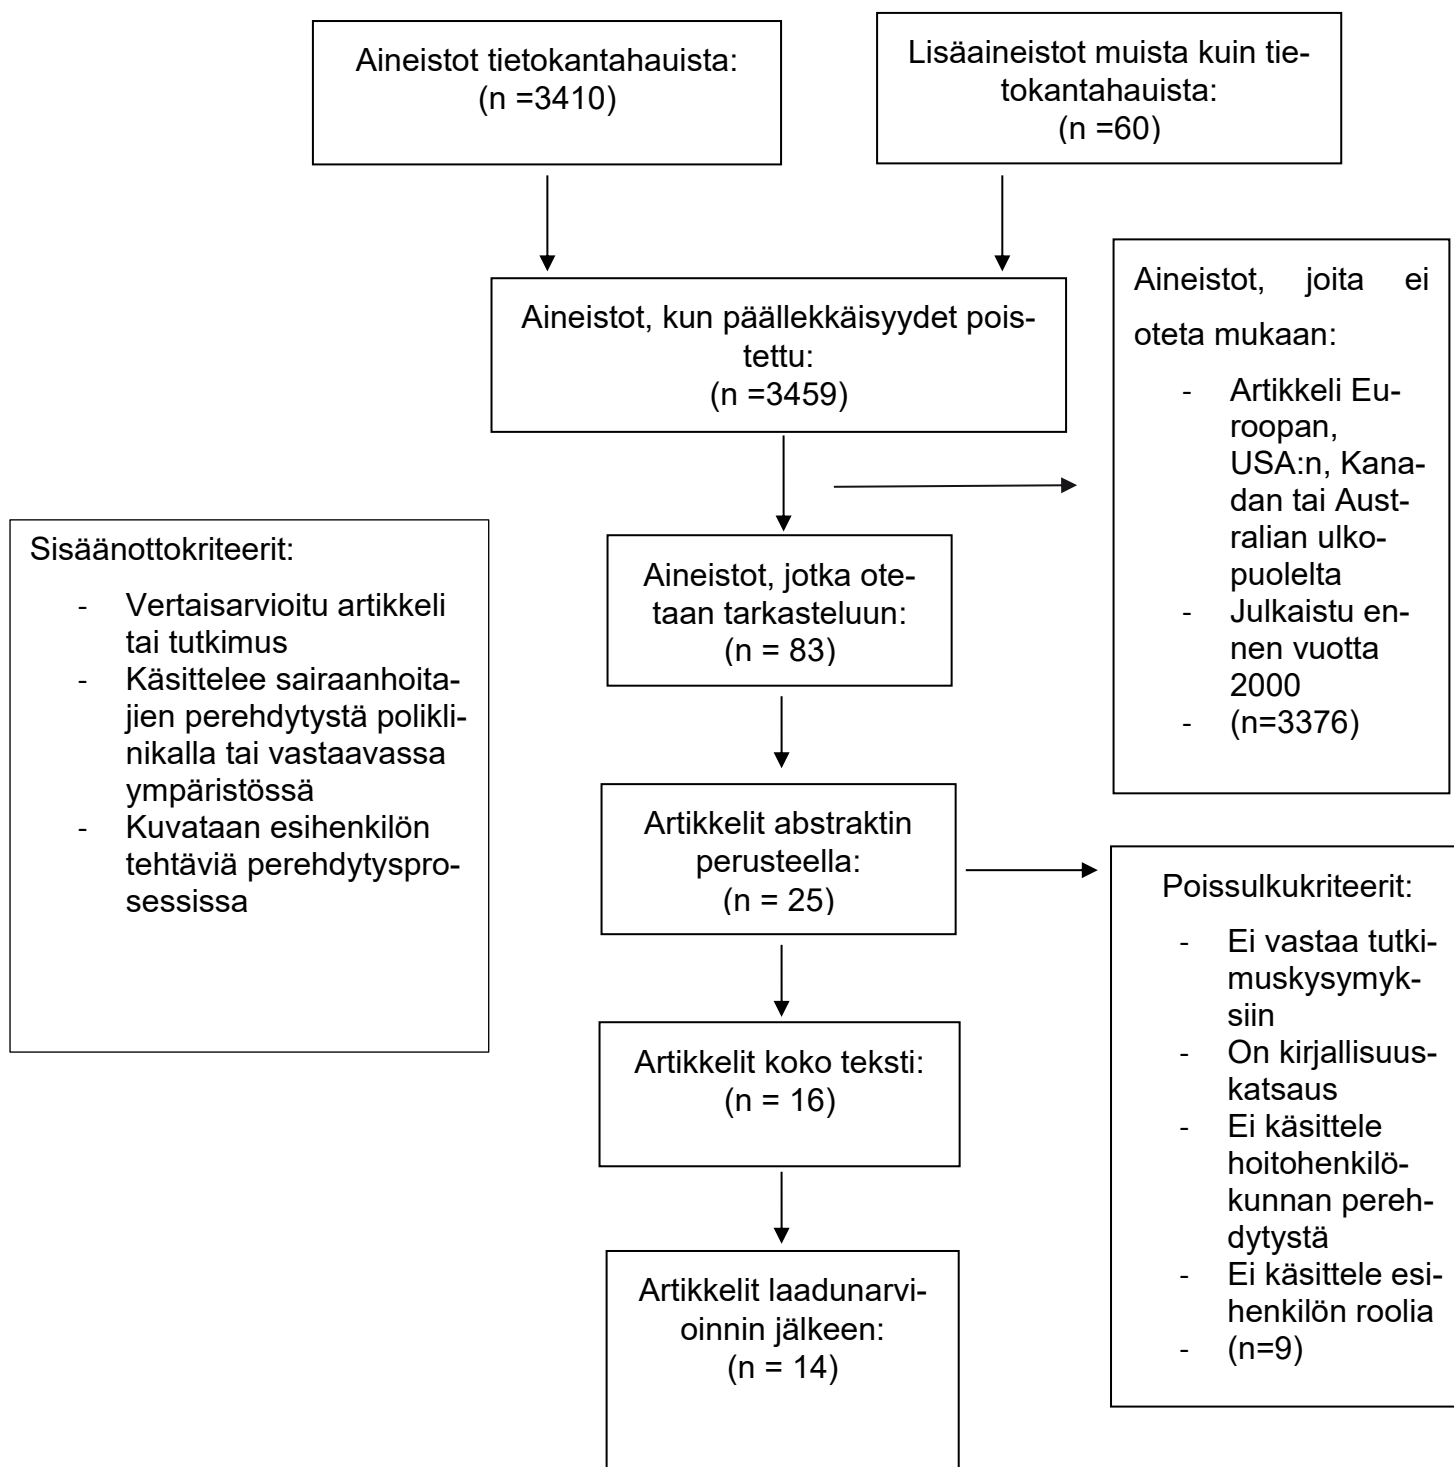 Aineistot tietokantahauista:
(n =3410)
Lisäaineistot muista kuin tie-
tokantahauista:
(n =60)
Aineistot, kun päällekkäisyydet pois-
tettu:
(n =3459)
Aineistot, joita ei
oteta mukaan:
- Artikkeli Eu-
roopan,
USA:n, Kana-
dan tai Aust-
ralian ulko-
puolelta
- Julkaistu en-
nen vuotta
2000
- (n=3376)
Sisäänottokriteerit:
- Vertaisarvioitu artikkeli
tai tutkimus
- Käsittelee sairaanhoita-
jien perehdytystä polikli-
nikalla tai vastaavassa
ympäristössä
- Kuvataan esihenkilön
tehtäviä perehdytyspro-
sessissa
Aineistot, jotka ote-
taan tarkasteluun:
(n = 83)
Artikkelit abstraktin
perusteella:
(n = 25)
Poissulkukriteerit:
- Ei vastaa tutki-
muskysymyk-
siin
- On kirjallisuus-
katsaus
- Ei käsittele
hoitohenkilö-
kunnan pereh-
dytystä
- Ei käsittele esi-
henkilön roolia
- (n=9)
Artikkelit koko teksti:
(n = 16)
Artikkelit laadunarvi-
oinnin jälkeen:
(n = 14)